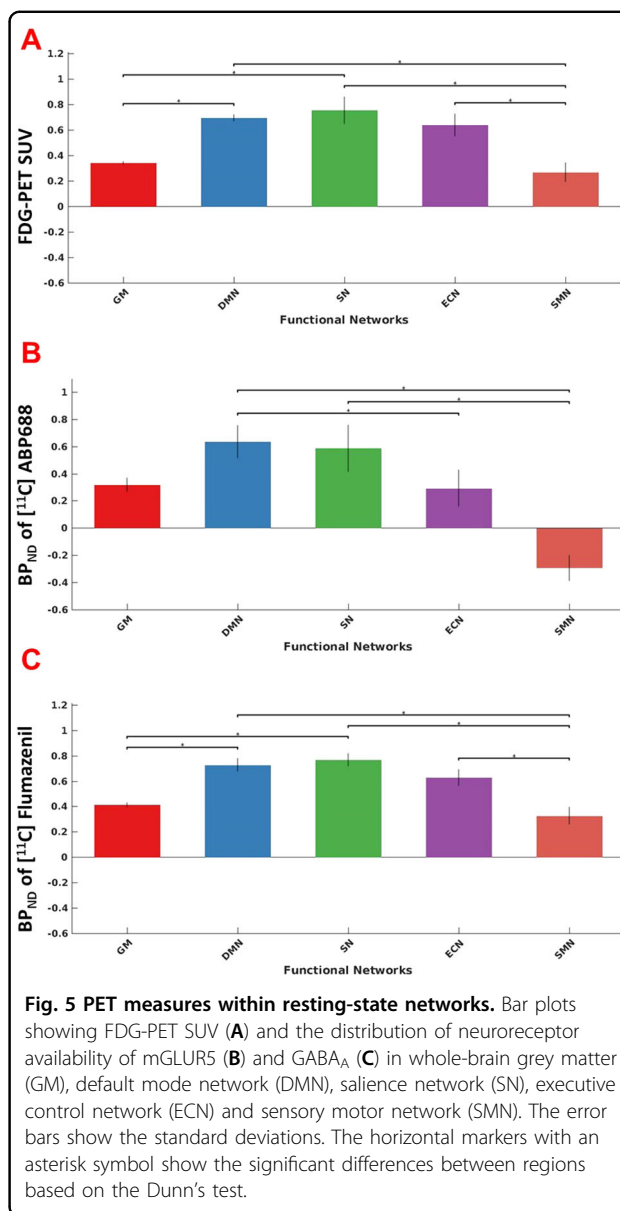 A
FDG-PET SUV
1.2
1
0.8
0.6
0.4
0.2
0
-0.2
-0.4
-0.6
* * * * *
GM DMN SN ECN SMN
Functional Networks
B
BP_ND of [¹¹C] ABP688
1
0.8
0.6
0.4
0.2
0
-0.2
-0.4
-0.6
* * *
GM DMN SN ECN SMN
Functional Networks
C
BP_ND of [¹¹C] Flumazenil
1.2
1
0.8
0.6
0.4
0.2
0
-0.2
-0.4
-0.6
* * * * *
GM DMN SN ECN SMN
Functional Networks
Fig. 5 PET measures within resting-state networks. Bar plots
showing FDG-PET SUV (A) and the distribution of neuroreceptor
availability of mGLUR5 (B) and GABA_A (C) in whole-brain grey matter
(GM), default mode network (DMN), salience network (SN), executive
control network (ECN) and sensory motor network (SMN). The error
bars show the standard deviations. The horizontal markers with an
asterisk symbol show the significant differences between regions
based on the Dunn's test.